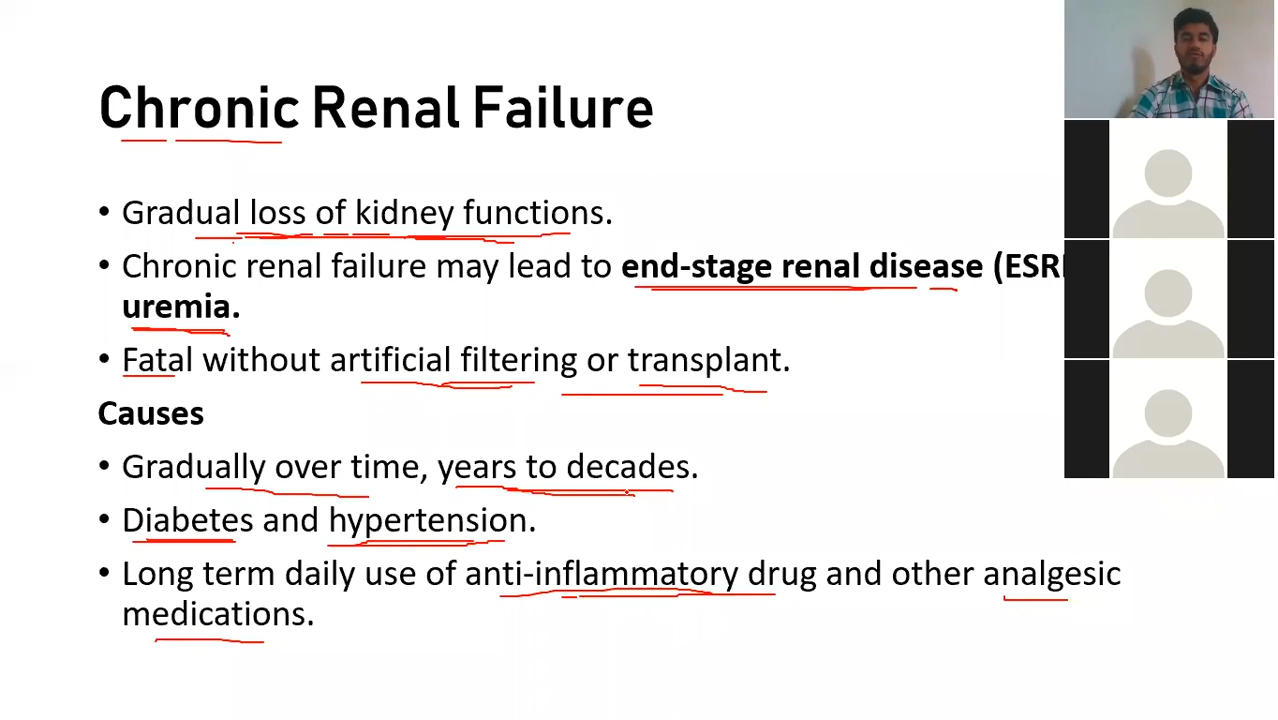 Chronic Renal Failure
• Gradual loss of kidney functions.
• Chronic renal failure may lead to end-stage renal disease
uremia.
• Fatal without artificial filtering or transplant.
Causes
• Gradually over time, years to decades.
• Diabetes and hypertension.
• Long term daily use of anti-inflammatory drug and other analgesic
medications.